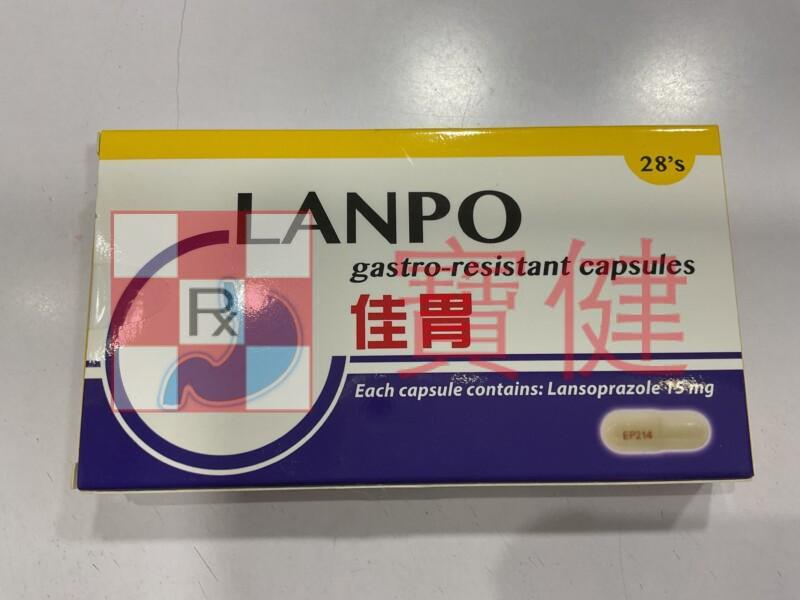 28's
LANPO
gastro-resistant capsules
Rx
佳胃
寶健
Each capsule contains: Lansoprazole 15 mg
EP214